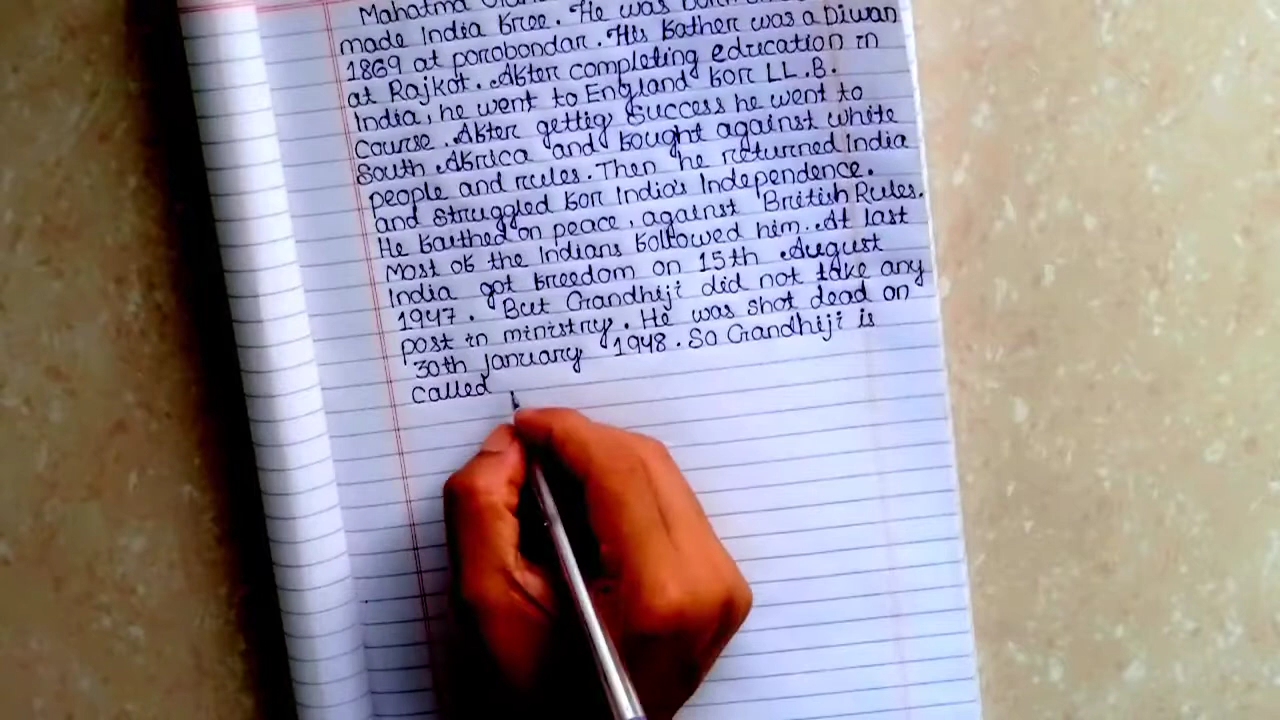 Mahatma
made India free. He was born
1869 at porobondar. His father was a Diwan
at Rajkot. After completing education in
India, he went to England for LL.B.
Course. After gettig success he went to
South Africa and fought against white
people and rules. Then he returned India
and struggled for India's Independence.
He faithed on peace, against British Rules.
Most of the Indians followed him. At last
India got freedom on 15th August
1947. But Gandhiji did not take any
post in ministry. He was shot dead on
30th January 1948. So Gandhiji is
called